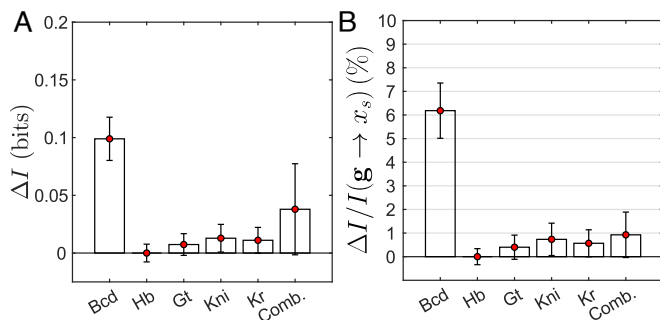 A
0.2
0.15
0.1
0.05
0
ΔI (bits)
Bcd Hb Gt Kni Kr Comb.
B
10
9
8
7
6
5
4
3
2
1
0
ΔI/I(g → x_s) (%)
Bcd Hb Gt Kni Kr Comb.